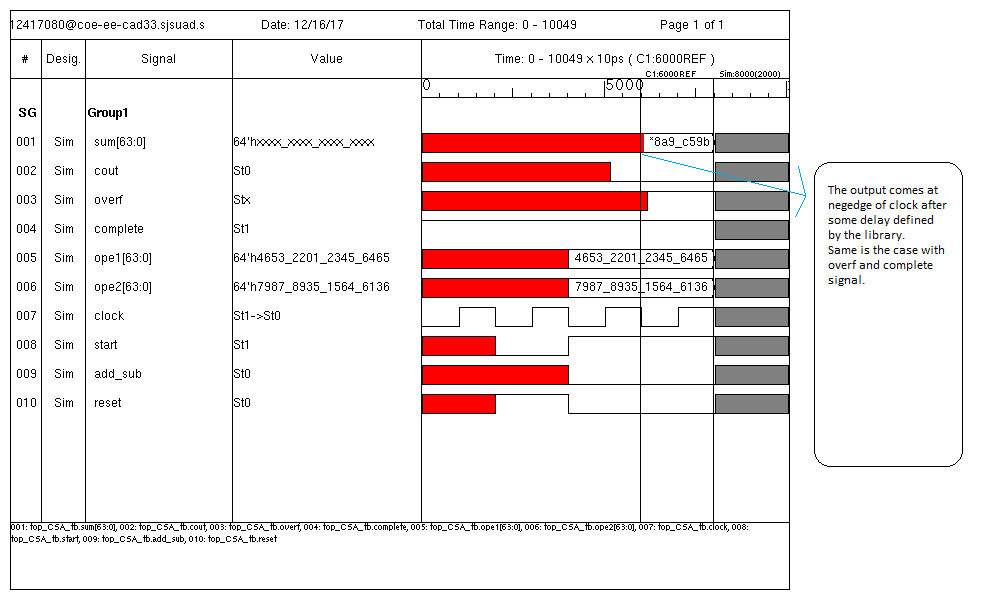 12417080@coe-ee-cad33.sjsuad.s Date: 12/16/17 Total Time Range: 0 - 10049 Page 1 of 1
# Desig. Signal Value Time: 0 - 10049 x 10ps ( C1:6000REF )
C1:6000REF Sim:8000(2000)
0 5000
SG Group1
001 Sim sum[63:0] 64'hxxxx_xxxx_xxxx_xxxx *8a9_c59b
002 Sim cout St0
003 Sim overf Stx
004 Sim complete St1
005 Sim ope1[63:0] 64'h4653_2201_2345_6465 4653_2201_2345_6465
006 Sim ope2[63:0] 64'h7987_8935_1564_6136 7987_8935_1564_6136
007 Sim clock St1->St0
008 Sim start St1
009 Sim add_sub St0
010 Sim reset St0
001: top_CSA_tb.sum[63:0], 002: top_CSA_tb.cout, 003: top_CSA_tb.overf, 004: top_CSA_tb.complete, 005: top_CSA_tb.ope1[63:0], 006: top_CSA_tb.ope2[63:0], 007: top_CSA_tb.clock, 008:
top_CSA_tb.start, 009: top_CSA_tb.add_sub, 010: top_CSA_tb.reset
The output comes at
negedge of clock after
some delay defined
by the library.
Same is the case with
overf and complete
signal.